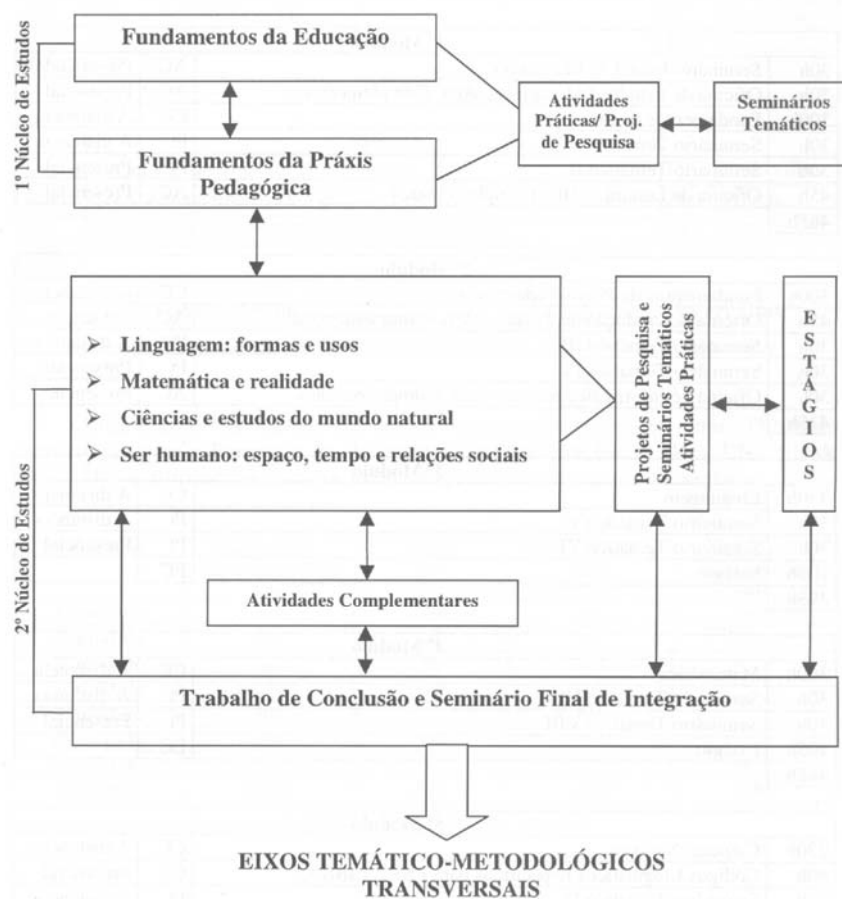 Fundamentos da Educação
1º Núcleo de Estudos
Atividades
Práticas/ Proj.
de Pesquisa
Seminários
Temáticos
Fundamentos da Práxis
Pedagógica
2º Núcleo de Estudos
➢ Linguagem: formas e usos
➢ Matemática e realidade
➢ Ciências e estudos do mundo natural
➢ Ser humano: espaço, tempo e relações sociais
Projetos de Pesquisa e
Seminários Temáticos
Atividades Práticas
ESTÁGIOS
Atividades Complementares
Trabalho de Conclusão e Seminário Final de Integração
EIXOS TEMÁTICO-METODOLÓGICOS
TRANSVERSAIS